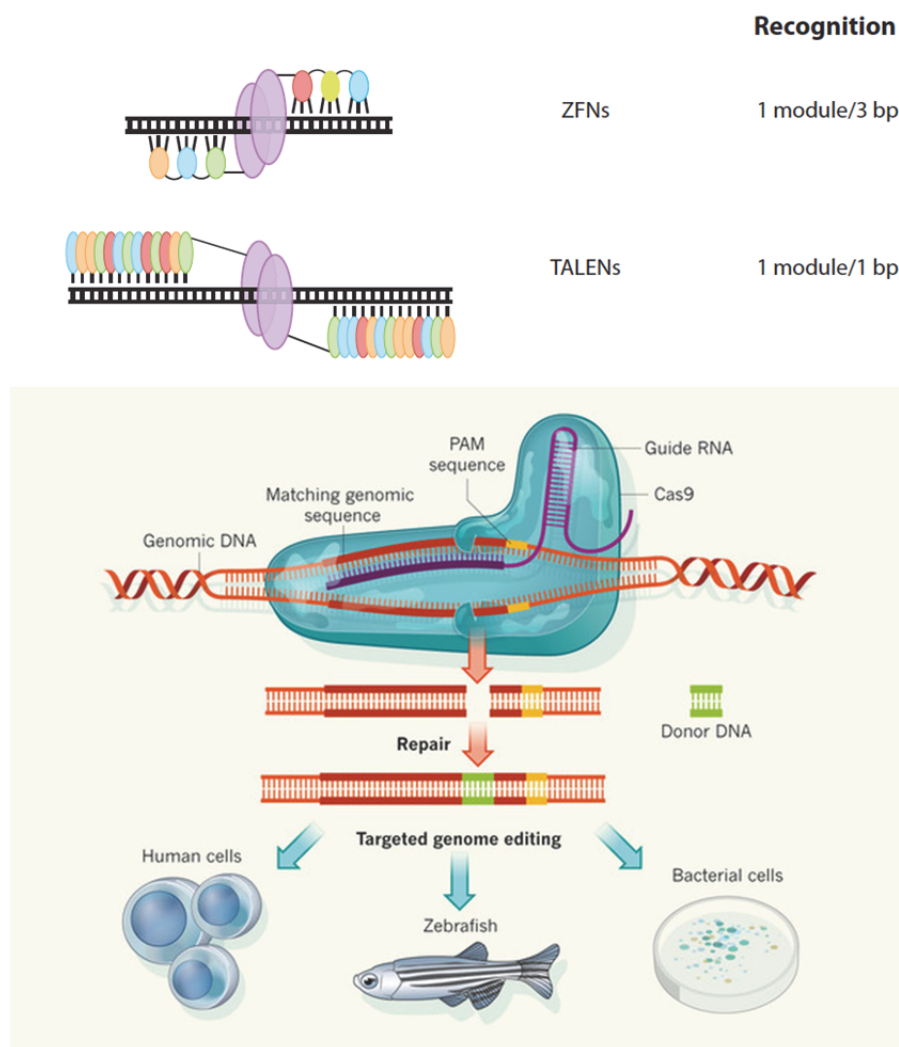 Recognition
ZFNs
1 module/3 bp
TALENs
1 module/1 bp
PAM
sequence
Guide RNA
Cas9
Matching genomic
sequence
Genomic DNA
Donor DNA
Repair
Targeted genome editing
Human cells
Zebrafish
Bacterial cells